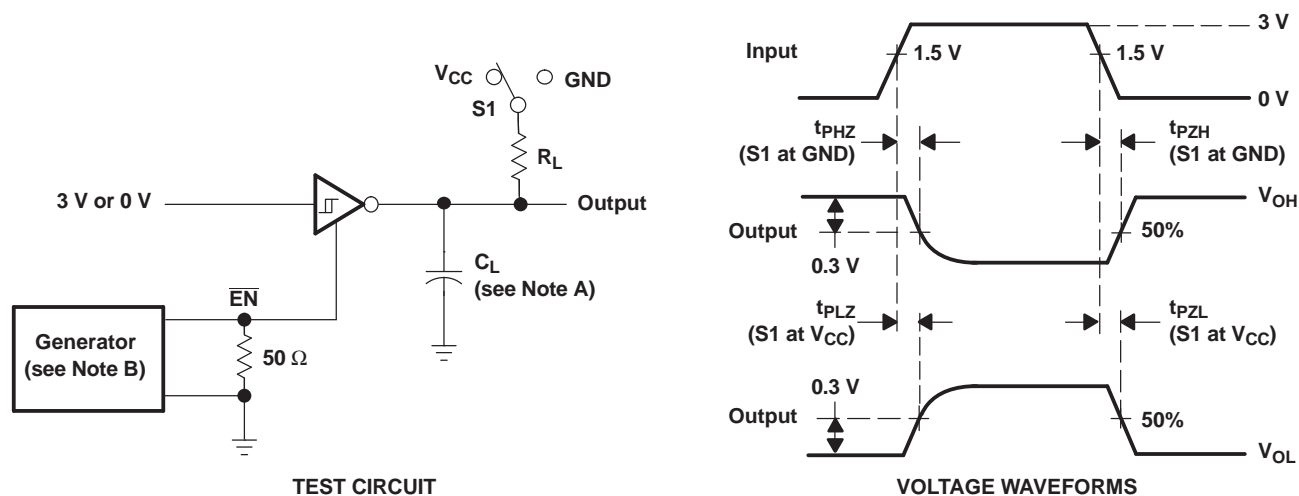 VCC
GND
S1
RL
3 V or 0 V
Output
CL
(see Note A)
EN
Generator
(see Note B)
50 Ω
TEST CIRCUIT
3 V
Input
1.5 V
1.5 V
0 V
tPHZ
(S1 at GND)
tPZH
(S1 at GND)
VOH
Output
50%
0.3 V
tPLZ
(S1 at VCC)
tPZL
(S1 at VCC)
0.3 V
Output
50%
VOL
VOLTAGE WAVEFORMS